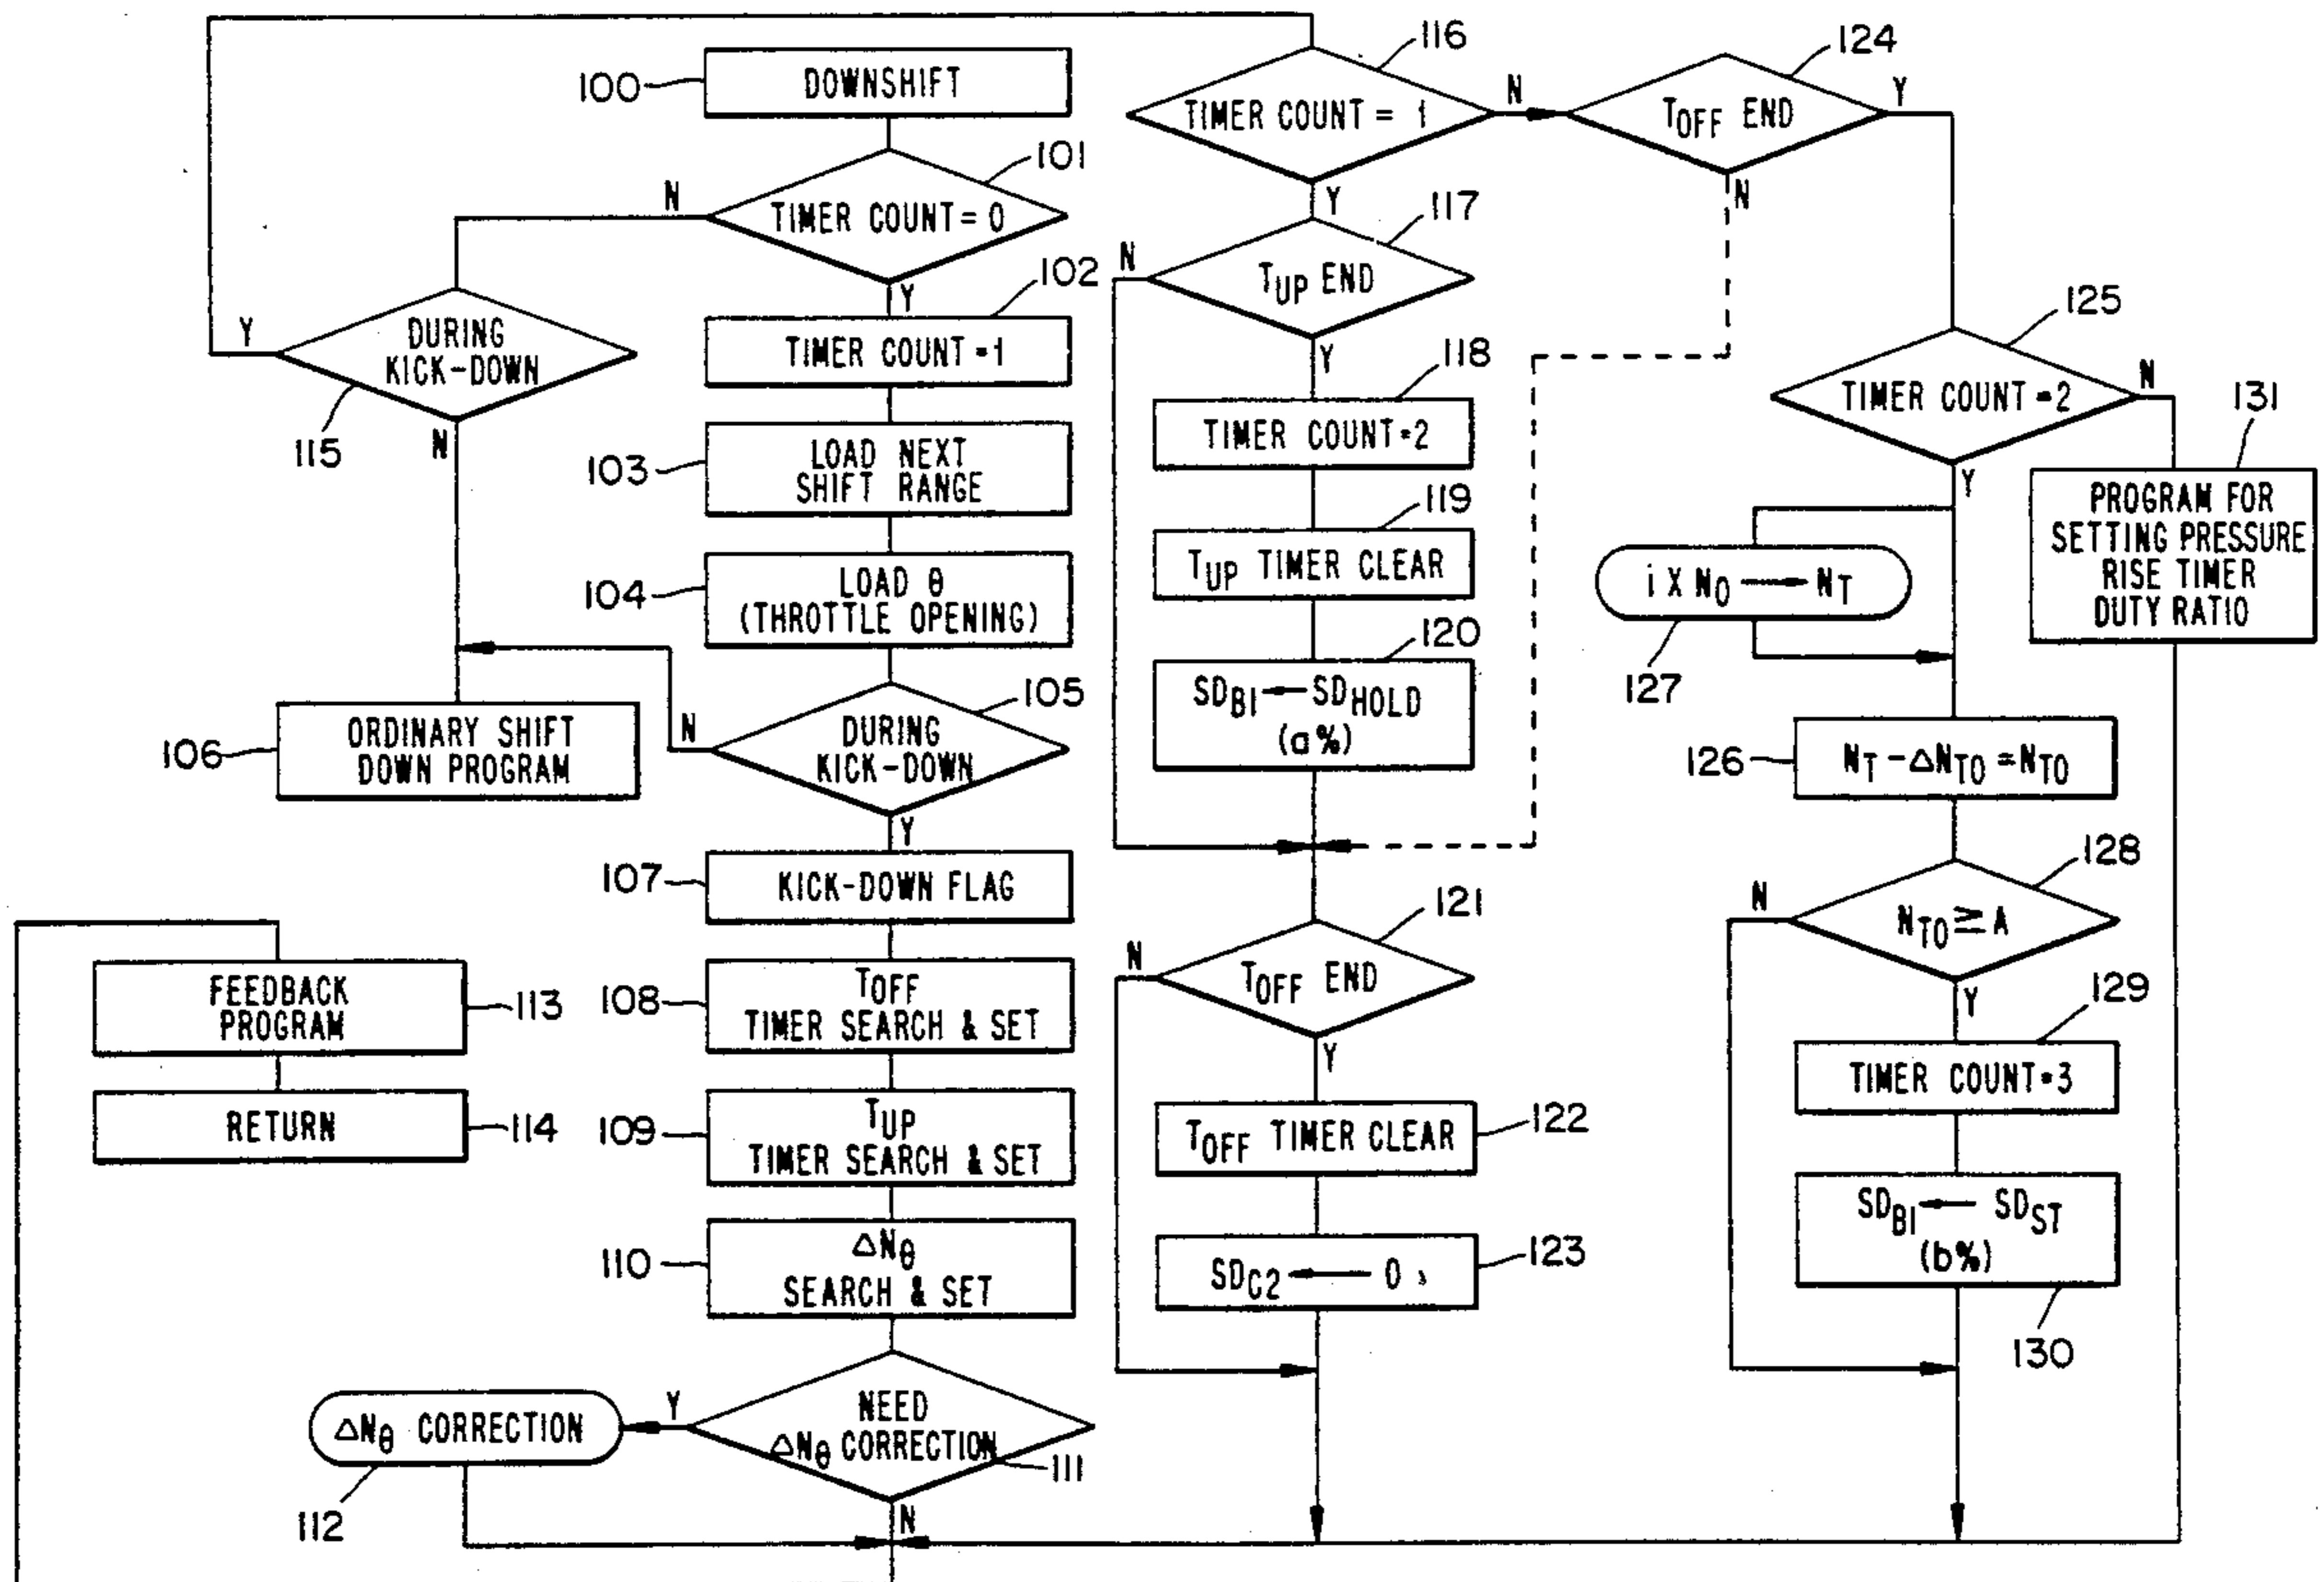 100
DOWNSHIFT
101
TIMER COUNT = 0
N
Y
102
TIMER COUNT = 1
103
LOAD NEXT
SHIFT RANGE
104
LOAD θ
(THROTTLE OPENING)
105
DURING
KICK-DOWN
N
Y
106
ORDINARY SHIFT
DOWN PROGRAM
107
KICK-DOWN FLAG
108
TOFF
TIMER SEARCH & SET
109
TUP
TIMER SEARCH & SET
110
ΔNθ
SEARCH & SET
111
NEED
ΔNθ CORRECTION
Y
N
112
ΔNθ CORRECTION
113
FEEDBACK
PROGRAM
114
RETURN
115
DURING
KICK-DOWN
Y
N
116
TIMER COUNT = 1
N
Y
117
TUP END
N
Y
118
TIMER COUNT = 2
119
TUP TIMER CLEAR
120
SDB1 ← SDHOLD
(a%)
121
TOFF END
N
Y
122
TOFF TIMER CLEAR
123
SDC2 ← 0
124
TOFF END
Y
N
125
TIMER COUNT = 2
N
Y
131
PROGRAM FOR
SETTING PRESSURE
RISE TIMER
DUTY RATIO
127
i X NO → NT
126
NT - ΔNTO = NTO
128
NTO ≧ A
N
Y
129
TIMER COUNT = 3
130
SDB1 ← SDST
(b%)